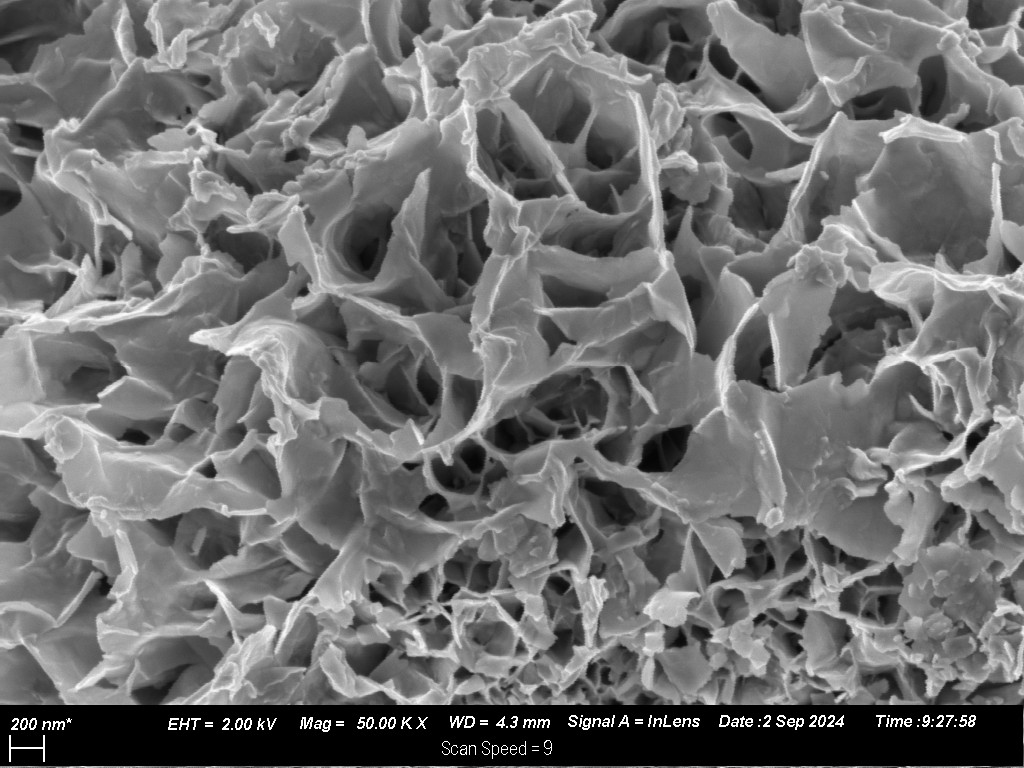 200 nm* EHT = 2.00 kV Mag = 50.00 K X WD = 4.3 mm Signal A = InLens Date :2 Sep 2024 Time :9:27:58
Scan Speed = 9